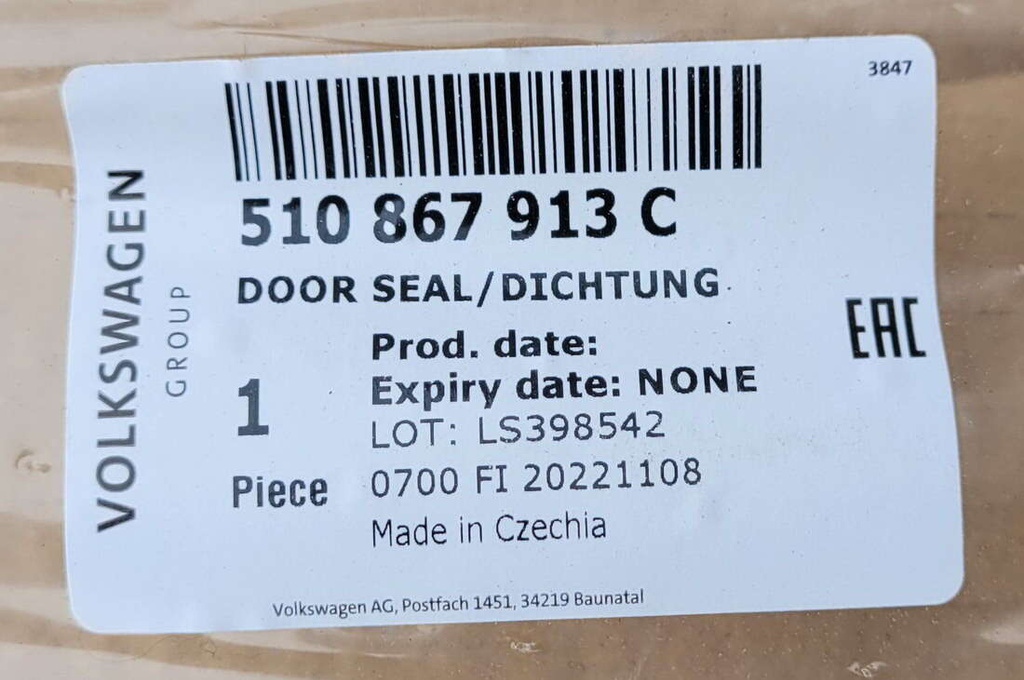 3847
VOLKSWAGEN
GROUP
510 867 913 C
DOOR SEAL/DICHTUNG
EAC
Prod. date:
Expiry date: NONE
1
LOT: LS398542
Piece
0700 FI 20221108
Made in Czechia
Volkswagen AG, Postfach 1451, 34219 Baunatal